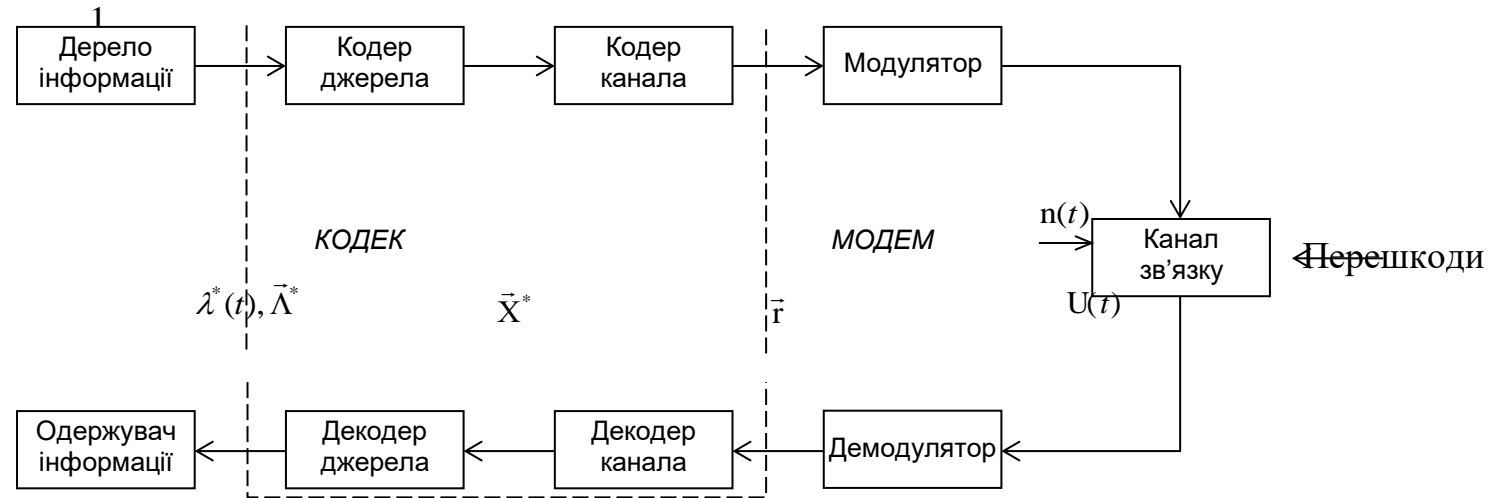 1
Дерело
інформації
Кодер
джерела
Кодер
канала
Модулятор
КОДЕК
МОДЕМ
n(t)
Канал
зв’язку
Перешкоди
λ*(t), Λ⃗*
X⃗*
r⃗
U(t)
Одержувач
інформації
Декодер
джерела
Декодер
канала
Демодулятор